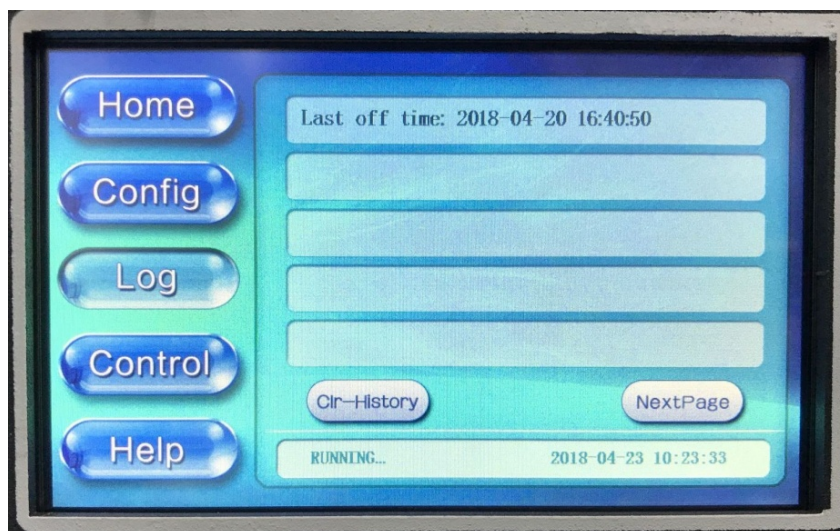 Home
Config
Log
Control
Help
Last off time: 2018-04-20 16:40:50
Clr-History
NextPage
RUNNING...
2018-04-23 10:23:33